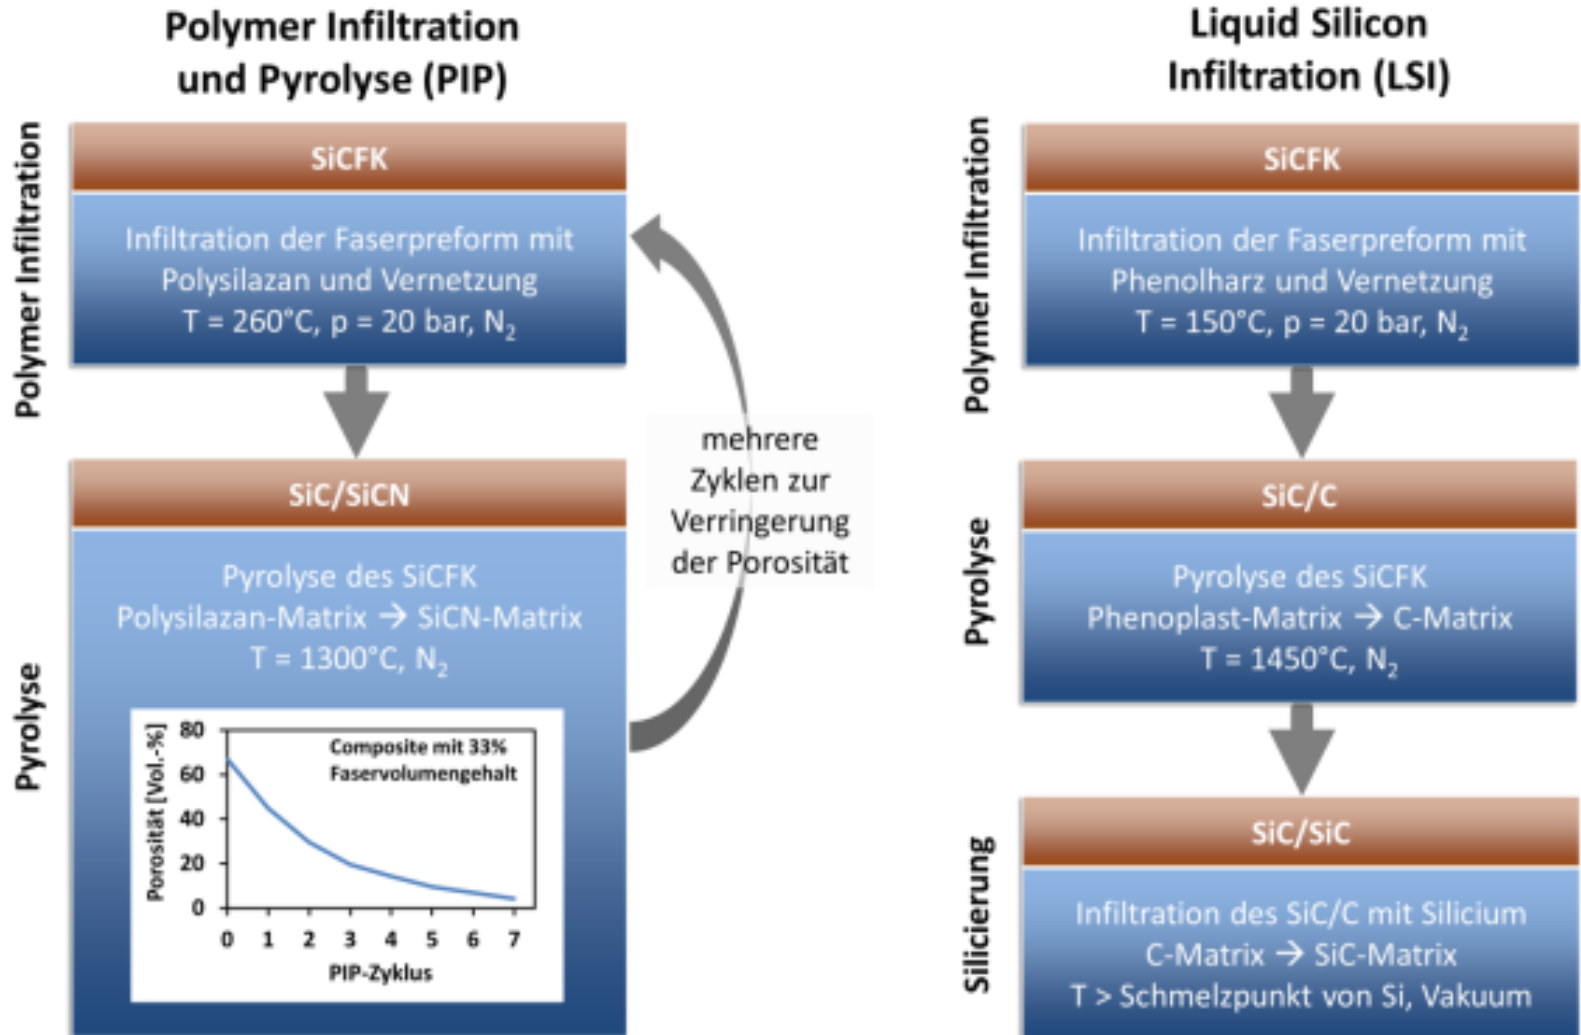 Polymer Infiltration
und Pyrolyse (PIP)
Polymer Infiltration
SiCFK
Infiltration der Faserpreform mit
Polysilazan und Vernetzung
T = 260°C, p = 20 bar, N₂
mehrere
Zyklen zur
Verringerung
der Porosität
Pyrolyse
SiC/SiCN
Pyrolyse des SiCFK
Polysilazan-Matrix → SiCN-Matrix
T = 1300°C, N₂
Porosität [Vol.-%]
80
60
40
20
0
Composite mit 33%
Faservolumengehalt
0 1 2 3 4 5 6 7
PIP-Zyklus
Liquid Silicon
Infiltration (LSI)
Polymer Infiltration
SiCFK
Infiltration der Faserpreform mit
Phenolharz und Vernetzung
T = 150°C, p = 20 bar, N₂
Pyrolyse
SiC/C
Pyrolyse des SiCFK
Phenoplast-Matrix → C-Matrix
T = 1450°C, N₂
Silicierung
SiC/SiC
Infiltration des SiC/C mit Silicium
C-Matrix → SiC-Matrix
T > Schmelzpunkt von Si, Vakuum